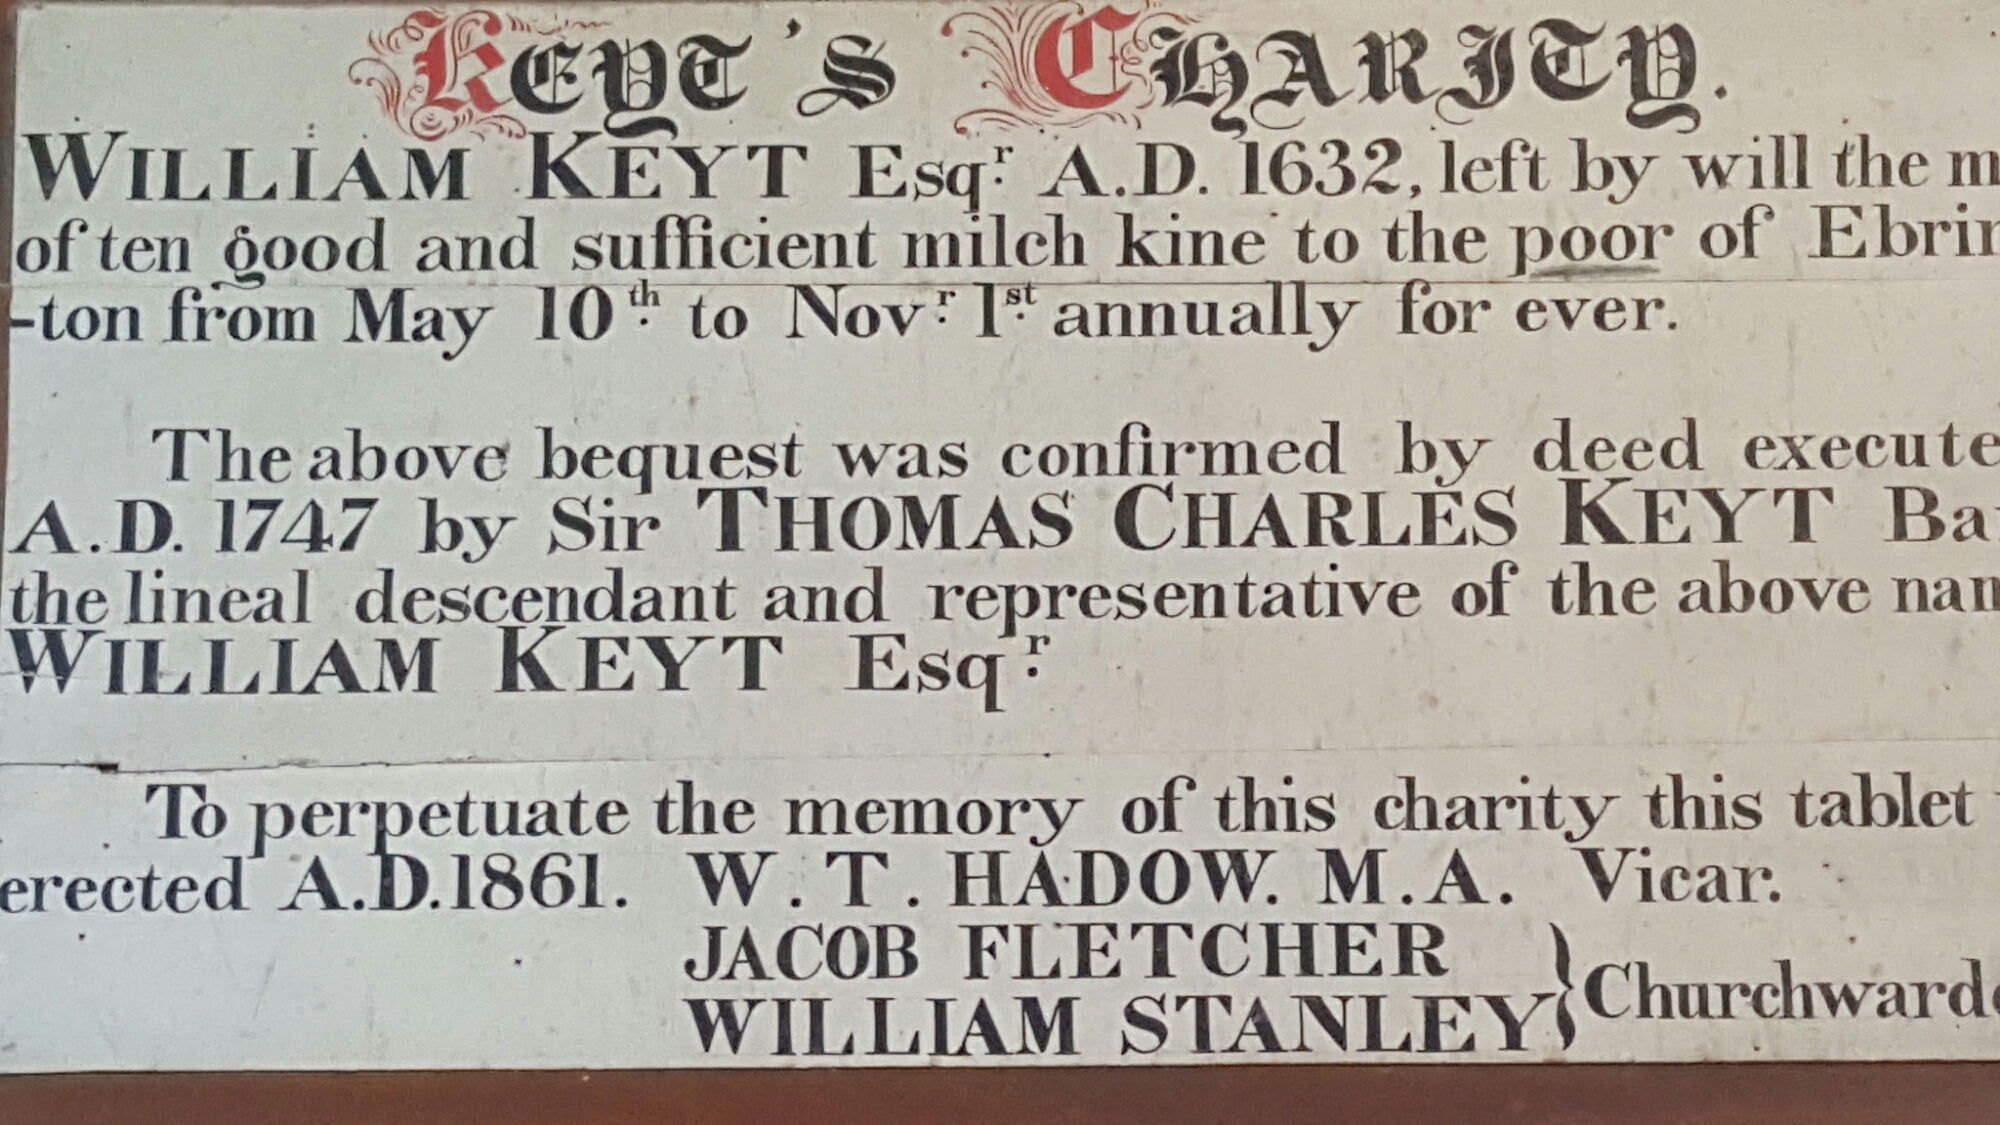 KEYT'S CHARITY.
WILLIAM KEYT Esqr. A.D. 1632, left by will the m
of ten good and sufficient milch kine to the poor of Ebrin
-ton from May 10th. to Novr. 1st. annually for ever.
The above bequest was confirmed by deed execute
A.D. 1747 by Sir THOMAS CHARLES KEYT Ba
the lineal descendant and representative of the above nam
WILLIAM KEYT Esqr.
To perpetuate the memory of this charity this tablet
erected A.D. 1861. W. T. HADOW. M.A. Vicar.
JACOB FLETCHER
WILLIAM STANLEY } Churchwarde